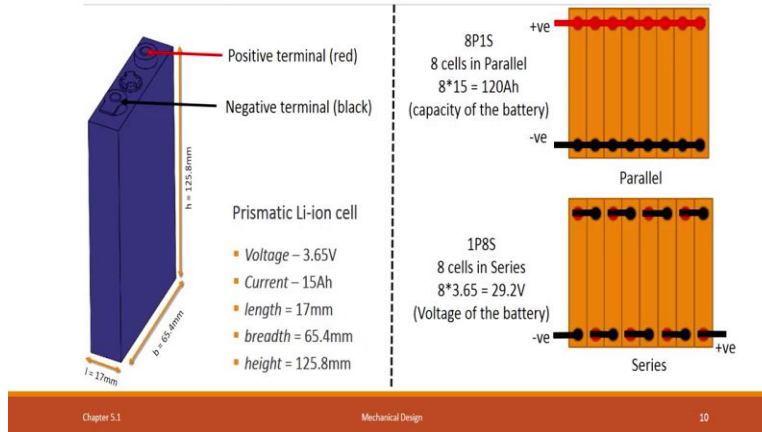 Positive terminal (red)
Negative terminal (black)
h = 125.8mm
b = 65.4mm
l = 17mm
Prismatic Li-ion cell
▪ Voltage – 3.65V
▪ Current – 15Ah
▪ length = 17mm
▪ breadth = 65.4mm
▪ height = 125.8mm
8P1S
8 cells in Parallel
8*15 = 120Ah
(capacity of the battery)
+ve
-ve
Parallel
1P8S
8 cells in Series
8*3.65 = 29.2V
(Voltage of the battery)
-ve
+ve
Series
Chapter 5.1
Mechanical Design
10